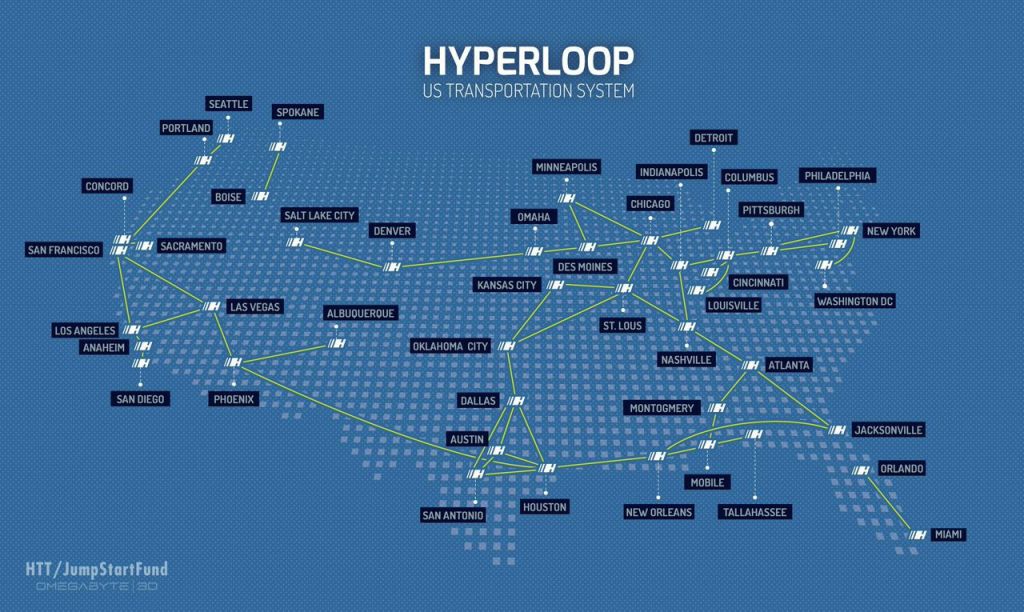 HYPERLOOP
US TRANSPORTATION SYSTEM
SEATTLE
SPOKANE
PORTLAND
DETROIT
MINNEAPOLIS
INDIANAPOLIS
COLUMBUS
PHILADELPHIA
CONCORD
BOISE
CHICAGO
PITTSBURGH
SALT LAKE CITY
OMAHA
DENVER
NEW YORK
SAN FRANCISCO
SACRAMENTO
DES MOINES
KANSAS CITY
CINCINNATI
WASHINGTON DC
LOUISVILLE
LAS VEGAS
ALBUQUERQUE
ST. LOUS
LOS ANGELES
ANAHEIM
OKLAHOMA CITY
NASHVILLE
ATLANTA
SAN DIEGO
PHOENIX
DALLAS
MONTOGMERY
AUSTIN
JACKSONVILLE
ORLANDO
MOBILE
SAN ANTONIO
HOUSTON
NEW ORLEANS
TALLAHASSEE
MIAMI
HTT/JumpStartFund
OMEGABYTE|3D